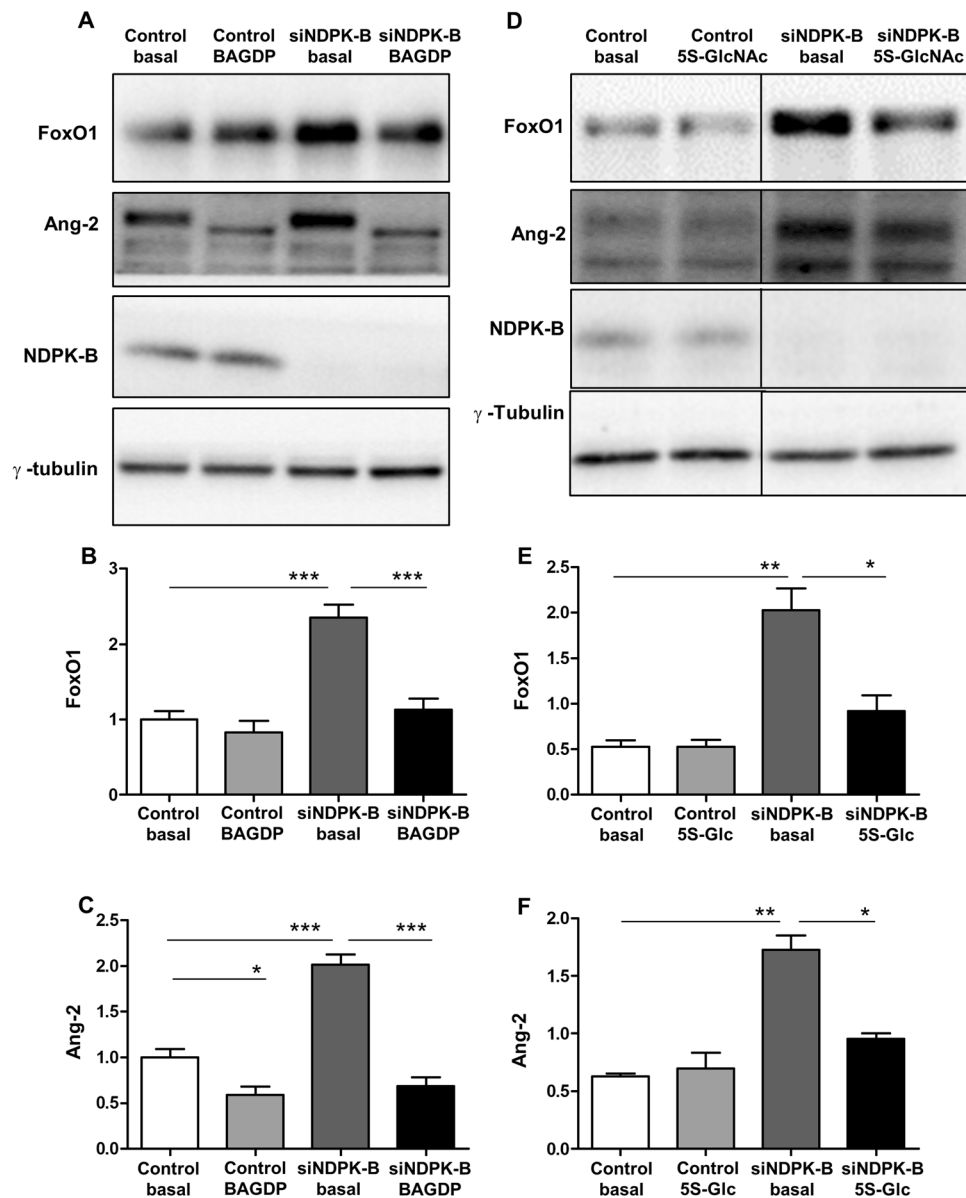 A
Control basal
Control BAGDP
siNDPK-B basal
siNDPK-B BAGDP
FoxO1
Ang-2
NDPK-B
γ -tubulin
D
Control basal
Control 5S-GlcNAc
siNDPK-B basal
siNDPK-B 5S-GlcNAc
FoxO1
Ang-2
NDPK-B
γ -Tubulin
B
FoxO1
3
2
1
0
***
***
Control basal
Control BAGDP
siNDPK-B basal
siNDPK-B BAGDP
E
FoxO1
2.5
2.0
1.5
1.0
0.5
0.0
**
*
Control basal
Control 5S-Glc
siNDPK-B basal
siNDPK-B 5S-Glc
C
Ang-2
2.5
2.0
1.5
1.0
0.5
0.0
***
***
*
Control basal
Control BAGDP
siNDPK-B basal
siNDPK-B BAGDP
F
Ang-2
2.0
1.5
1.0
0.5
0.0
**
*
Control basal
Control 5S-Glc
siNDPK-B basal
siNDPK-B 5S-Glc